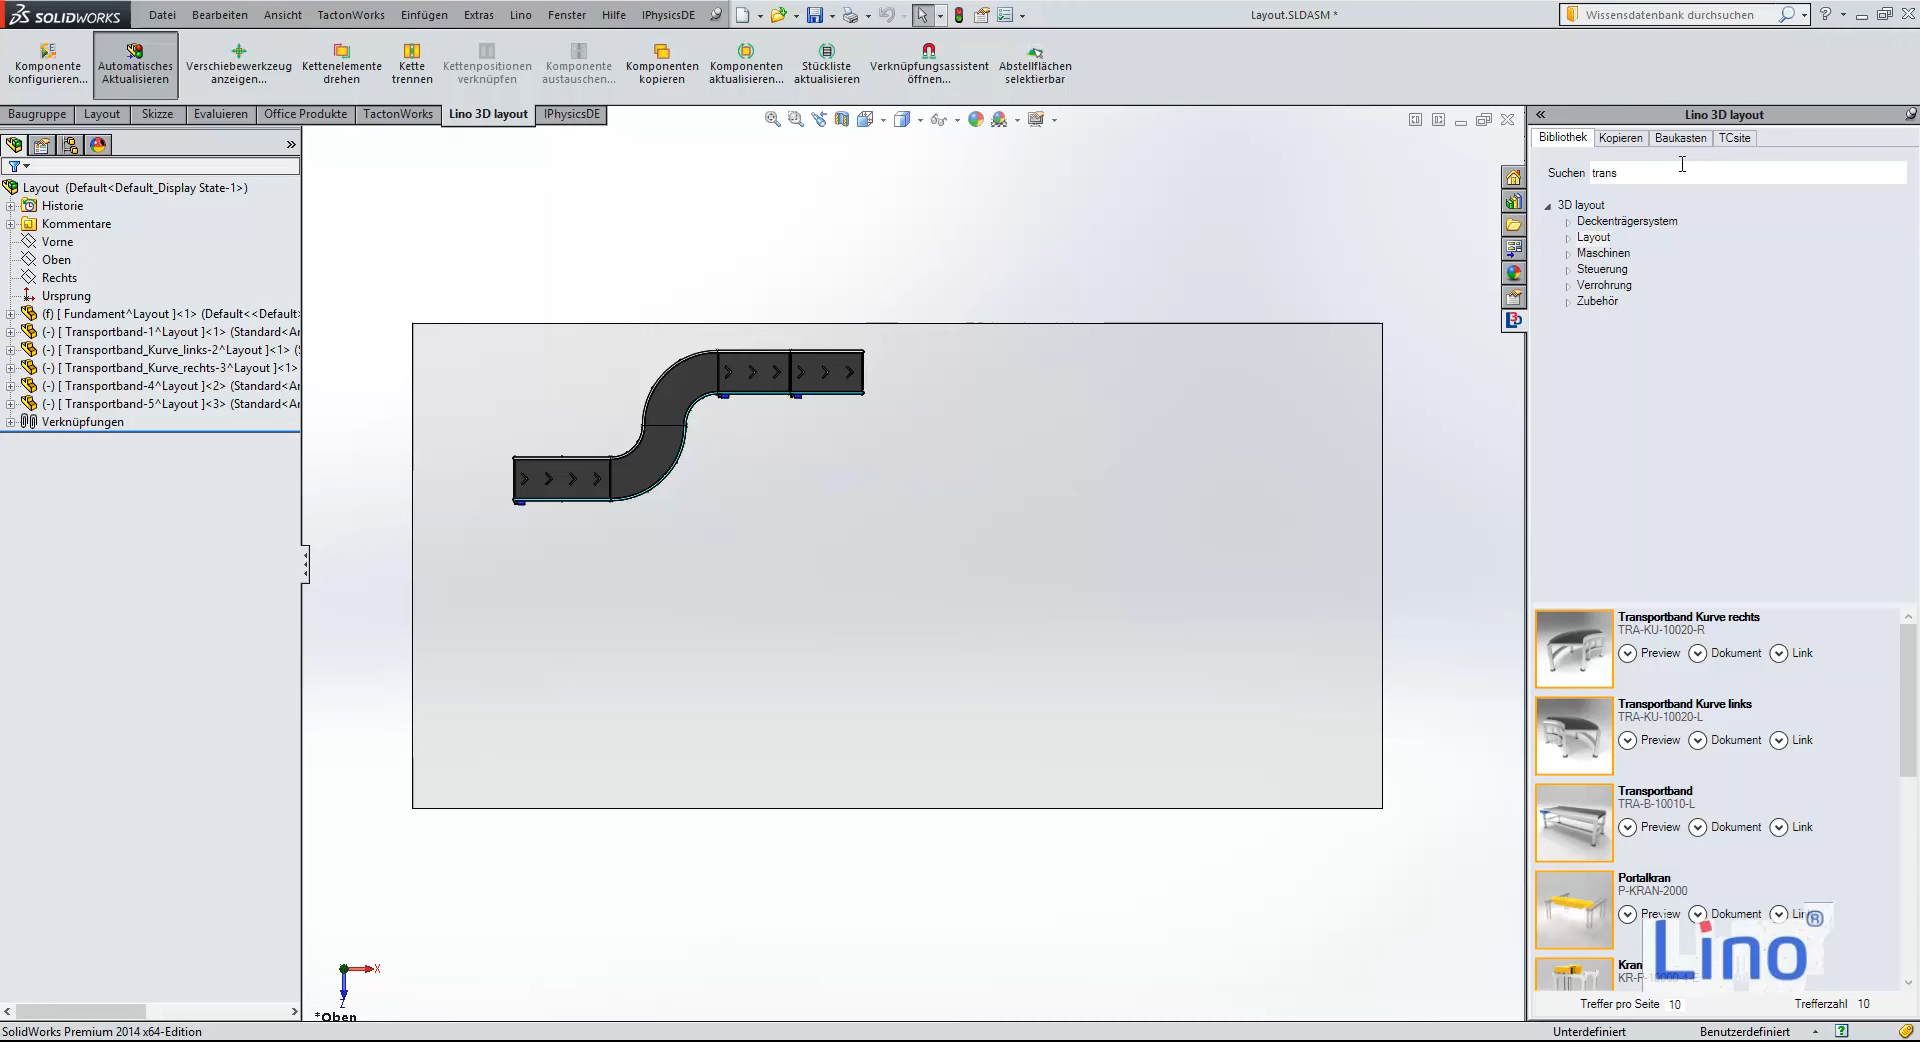 SOLIDWORKS
Datei
Bearbeiten
Ansicht
TactonWorks
Einfügen
Extras
Lino
Fenster
Hilfe
IPhysicsDE
Layout.SLDASM *
Wissensdatenbank durchsuchen
Komponente
konfigurieren...
Automatisches
Aktualisieren
Verschiebewerkzeug
anzeigen...
Kettenelemente
drehen
Kette
trennen
Kettenpositionen
verknüpfen
Komponente
austauschen...
Komponenten
kopieren
Komponenten
aktualisieren...
Stückliste
aktualisieren
Verknüpfungsassistent
öffnen...
Abstellflächen
selektierbar
Baugruppe
Layout
Skizze
Evaluieren
Office Produkte
TactonWorks
Lino 3D layout
IPhysicsDE
Layout (Default<Default_Display State-1>)
Historie
Kommentare
Vorne
Oben
Rechts
Ursprung
(f) [ Fundament^Layout ]<1> (Default<<Default>
(-) [ Transportband-1^Layout ]<1> (Standard<Ar
(-) [ Transportband_Kurve_links-2^Layout ]<1> (S
(-) [ Transportband_Kurve_rechts-3^Layout ]<1>
(-) [ Transportband-4^Layout ]<2> (Standard<Ar
(-) [ Transportband-5^Layout ]<3> (Standard<Ar
Verknüpfungen
X
Z
*Oben
Lino 3D layout
Bibliothek
Kopieren
Baukasten
TCsite
Suchen trans
3D layout
Deckenträgersystem
Layout
Maschinen
Steuerung
Verrohrung
Zubehör
Transportband Kurve rechts
TRA-KU-10020-R
Preview Dokument Link
Transportband Kurve links
TRA-KU-10020-L
Preview Dokument Link
Transportband
TRA-B-10010-L
Preview Dokument Link
Portalkran
P-KRAN-2000
Preview Dokument
Kran
Lino®
Treffer pro Seite 10
Trefferzahl 10
SolidWorks Premium 2014 x64-Edition
Unterdefiniert
Benutzerdefiniert